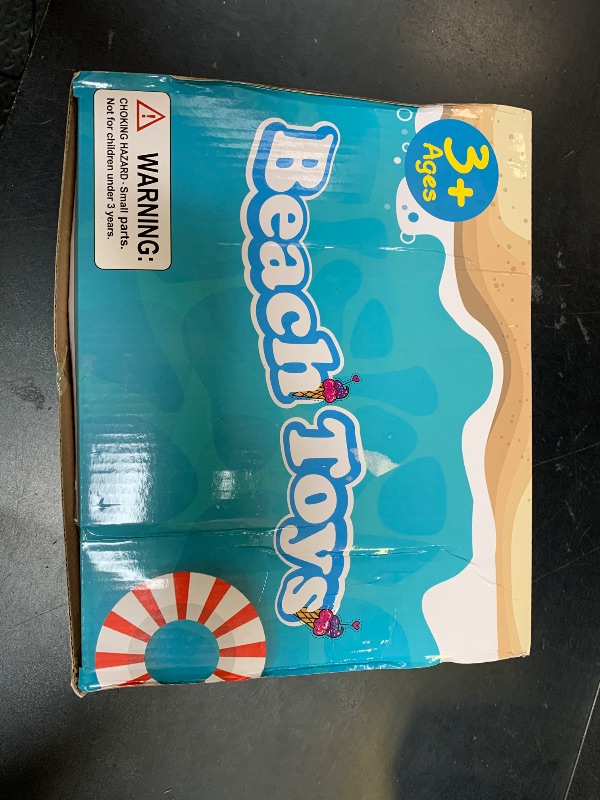 3+
Ages
Beach Toys
WARNING:
CHOKING HAZARD - Small parts.
Not for children under 3 years.